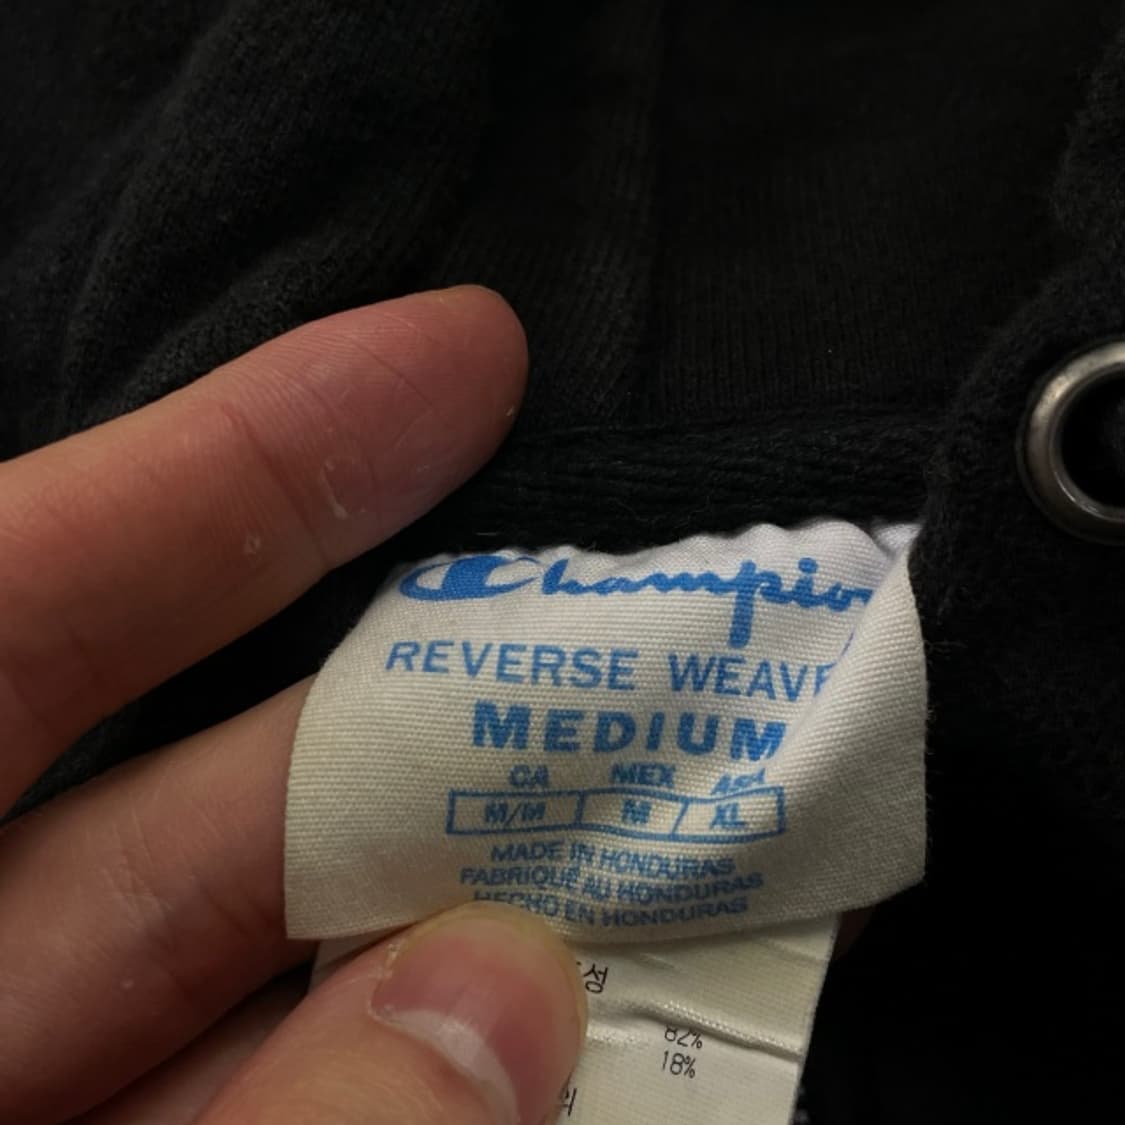 Champion
REVERSE WEAVE
MEDIUM
CA MEX ASIA
M/M M XL
MADE IN HONDURAS
FABRIQUÉ AU HONDURAS
HECHO EN HONDURAS
정
82%
18%